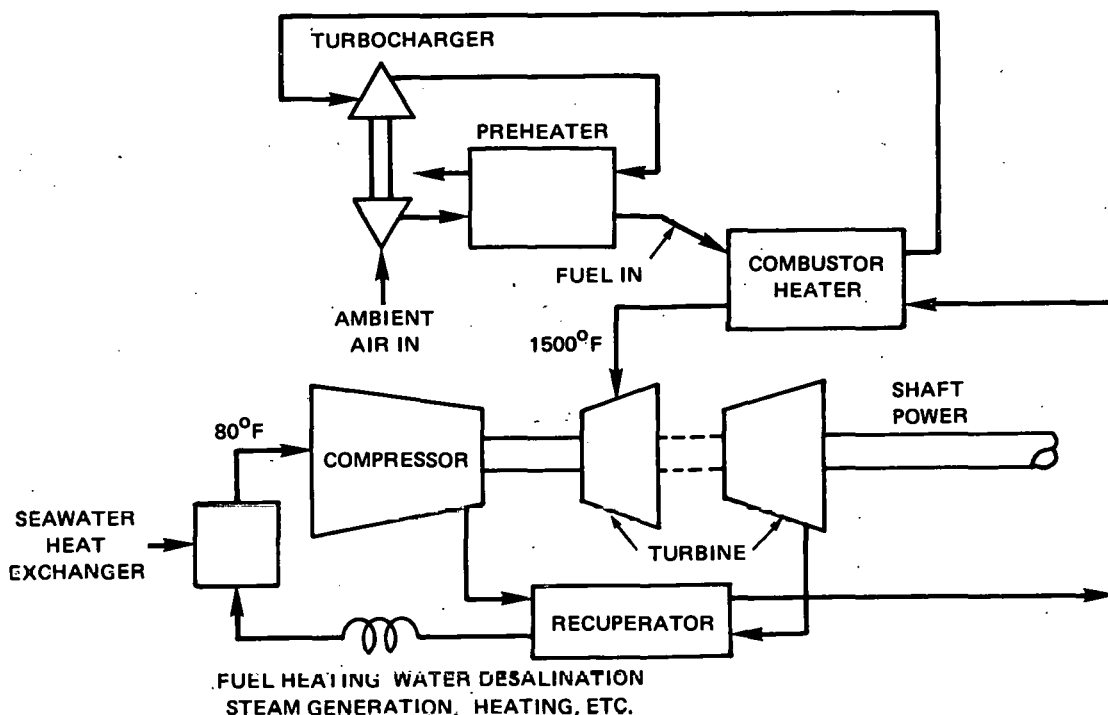 TURBOCHARGER
PREHEATER
FUEL IN
COMBUSTOR
HEATER
AMBIENT
AIR IN
1500°F
SHAFT
POWER
80°F
COMPRESSOR
SEAWATER
HEAT
EXCHANGER
TURBINE
RECUPERATOR
FUEL HEATING WATER DESALINATION
STEAM GENERATION, HEATING, ETC.